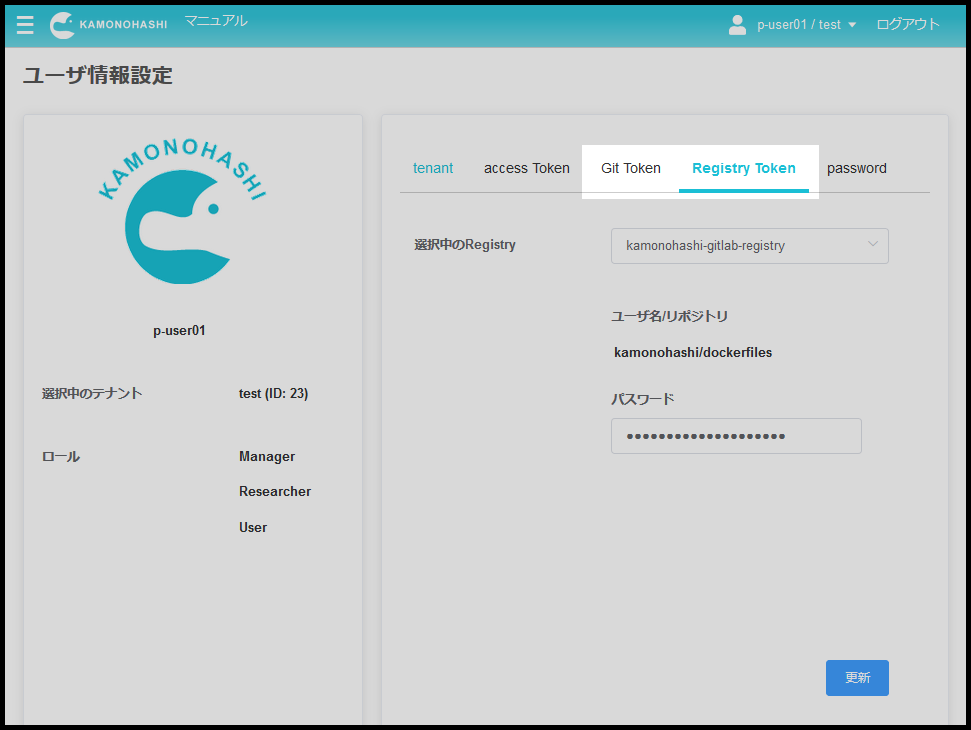 KAMONOHASHI マニュアル p-user01 / test ログアウト
ユーザ情報設定
KAMONOHASHI
p-user01
選択中のテナント test (ID: 23)
ロール Manager
Researcher
User
tenant access Token Git Token Registry Token password
選択中のRegistry kamonohashi-gitlab-registry
ユーザ名/リポジトリ
kamonohashi/dockerfiles
パスワード
••••••••••••••••••••
更新